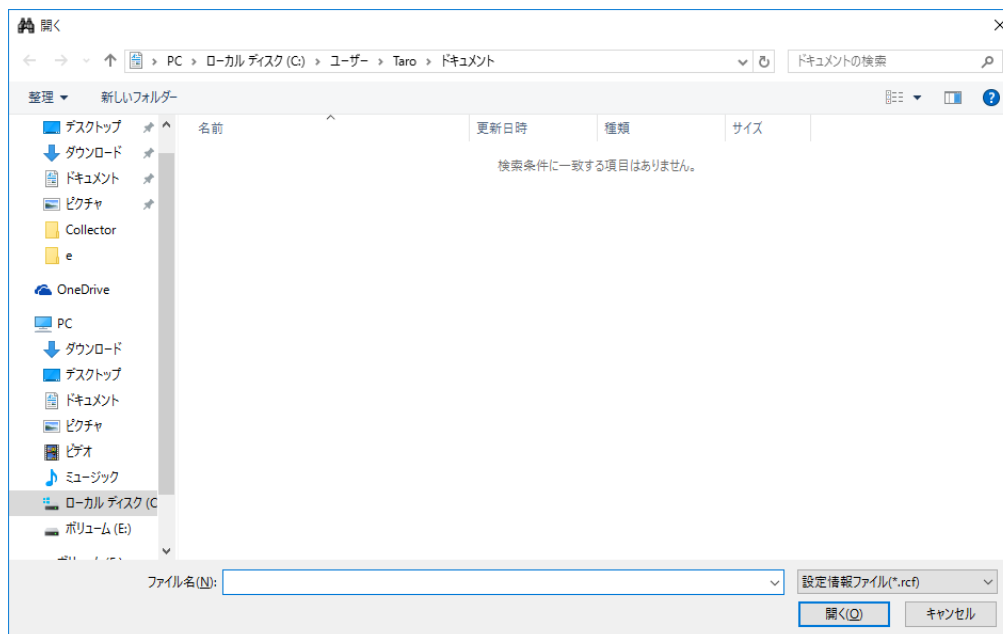 開く
PC › ローカル ディスク (C:) › ユーザー › Taro › ドキュメント
ドキュメントの検索
整理
新しいフォルダー
名前
更新日時
種類
サイズ
検索条件に一致する項目はありません。
デスクトップ
ダウンロード
ドキュメント
ピクチャ
Collector
e
OneDrive
PC
ダウンロード
デスクトップ
ドキュメント
ピクチャ
ビデオ
ミュージック
ローカル ディスク (C
ボリューム (E:)
ファイル名(N):
設定情報ファイル(*.rcf)
開く(O)
キャンセル